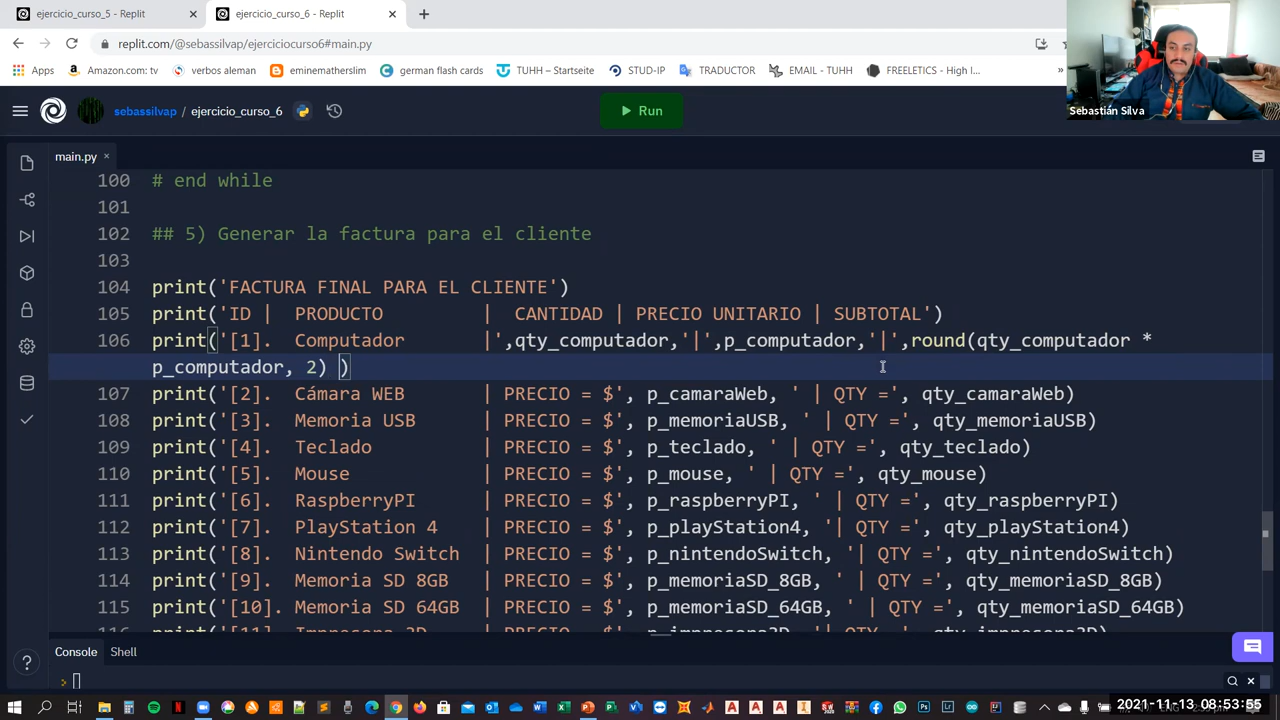 ejercicio_curso_5 - Replit
ejercicio_curso_6 - Replit
replit.com/@sebassilvap/ejerciciocurso6#main.py
Apps
Amazon.com: tv
verbos aleman
eminemathslim
german flash card
TUHH – Startseite
STUD-IP
TRADUCTOR
EMAIL - TUHH
FREELETICS - High I...
Sebastián Silva
sebassilvap / ejercicio_curso_6
Run
main.py
100 # end while
101
102 ## 5) Generar la factura para el cliente
103
104 print('FACTURA FINAL PARA EL CLIENTE')
105 print('ID | PRODUCTO | CANTIDAD | PRECIO UNITARIO | SUBTOTAL')
106 print('[1]. Computador |',qty_computador,'|',p_computador,'|',round(qty_computador *
p_computador, 2) )
107 print('[2]. Cámara WEB | PRECIO = $', p_camaraWeb, ' | QTY =', qty_camaraWeb)
108 print('[3]. Memoria USB | PRECIO = $', p_memoriaUSB, ' | QTY =', qty_memoriaUSB)
109 print('[4]. Teclado | PRECIO = $', p_teclado, ' | QTY =', qty_teclado)
110 print('[5]. Mouse | PRECIO = $', p_mouse, ' | QTY =', qty_mouse)
111 print('[6]. RaspberryPI | PRECIO = $', p_raspberryPI, ' | QTY =', qty_raspberryPI)
112 print('[7]. PlayStation 4 | PRECIO = $', p_playStation4, '| QTY =', qty_playStation4)
113 print('[8]. Nintendo Switch | PRECIO = $', p_nintendoSwitch, '| QTY =', qty_nintendoSwitch)
114 print('[9]. Memoria SD 8GB | PRECIO = $', p_memoriaSD_8GB, ' | QTY =', qty_memoriaSD_8GB)
115 print('[10]. Memoria SD 64GB | PRECIO = $', p_memoriaSD_64GB, ' | QTY =', qty_memoriaSD_64GB)
116 print('[11]. Impresora 3D | PRECIO = $', p_impresora3D, '| QTY =', qty_impresora3D)
Console
Shell
2021-11-13 08:53:55